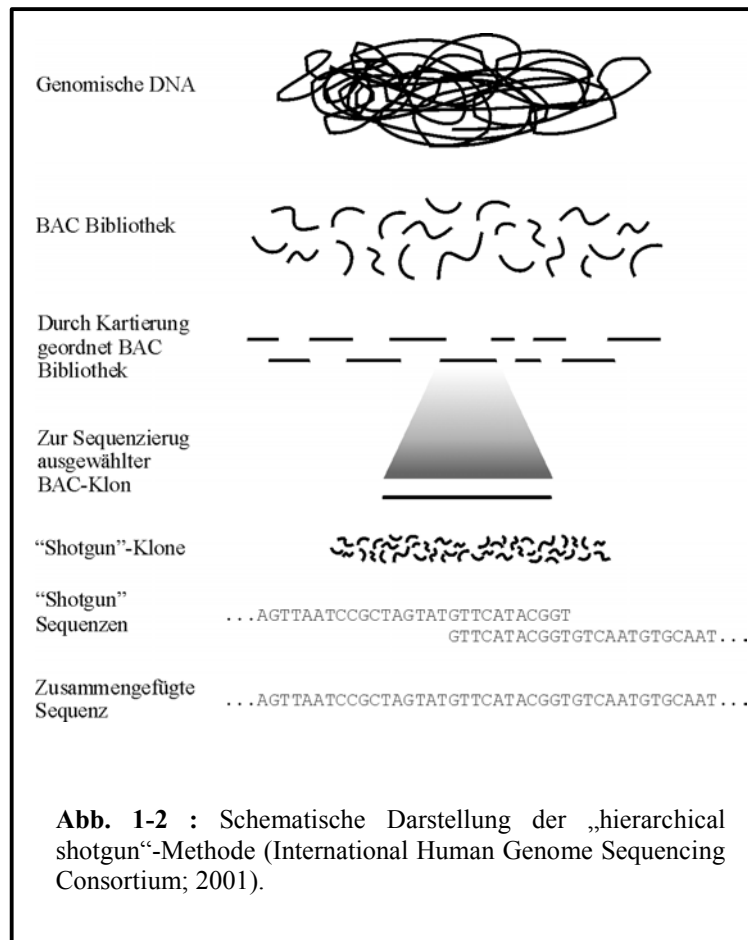 Genomische DNA
BAC Bibliothek
Durch Kartierung
geordnet BAC
Bibliothek
Zur Sequenzierug
ausgewählter
BAC-Klon
“Shotgun”-Klone
“Shotgun”
Sequenzen
...AGTTAATCCGCTAGTATGTTCATACGGT
GTTCATACGGTGTCAATGTGCAAT...
Zusammengefügte
Sequenz
...AGTTAATCCGCTAGTATGTTCATACGGTGTCAATGTGCAAT...
Abb. 1-2 : Schematische Darstellung der „hierarchical
shotgun“-Methode (International Human Genome Sequencing
Consortium; 2001).